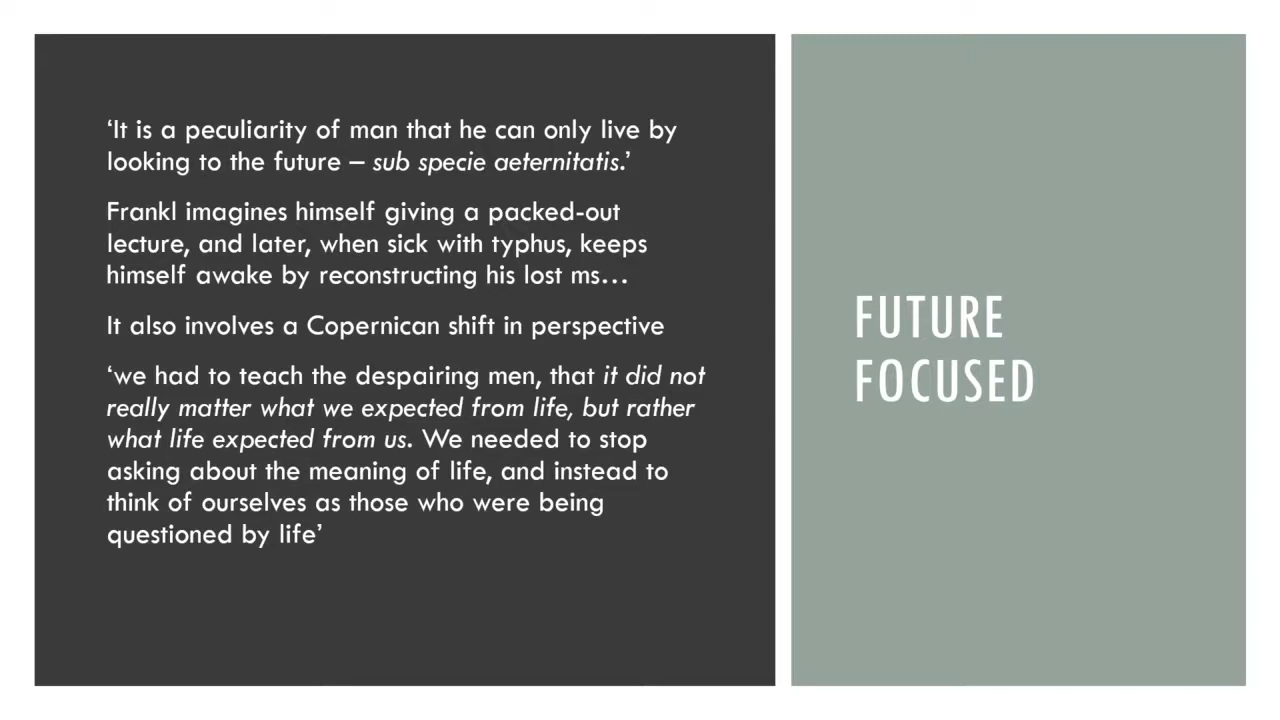 ‘It is a peculiarity of man that he can only live by
looking to the future – sub specie aeternitatis.’
Frankl imagines himself giving a packed-out
lecture, and later, when sick with typhus, keeps
himself awake by reconstructing his lost ms…
It also involves a Copernican shift in perspective
‘we had to teach the despairing men, that it did not
really matter what we expected from life, but rather
what life expected from us. We needed to stop
asking about the meaning of life, and instead to
think of ourselves as those who were being
questioned by life’
FUTURE
FOCUSED